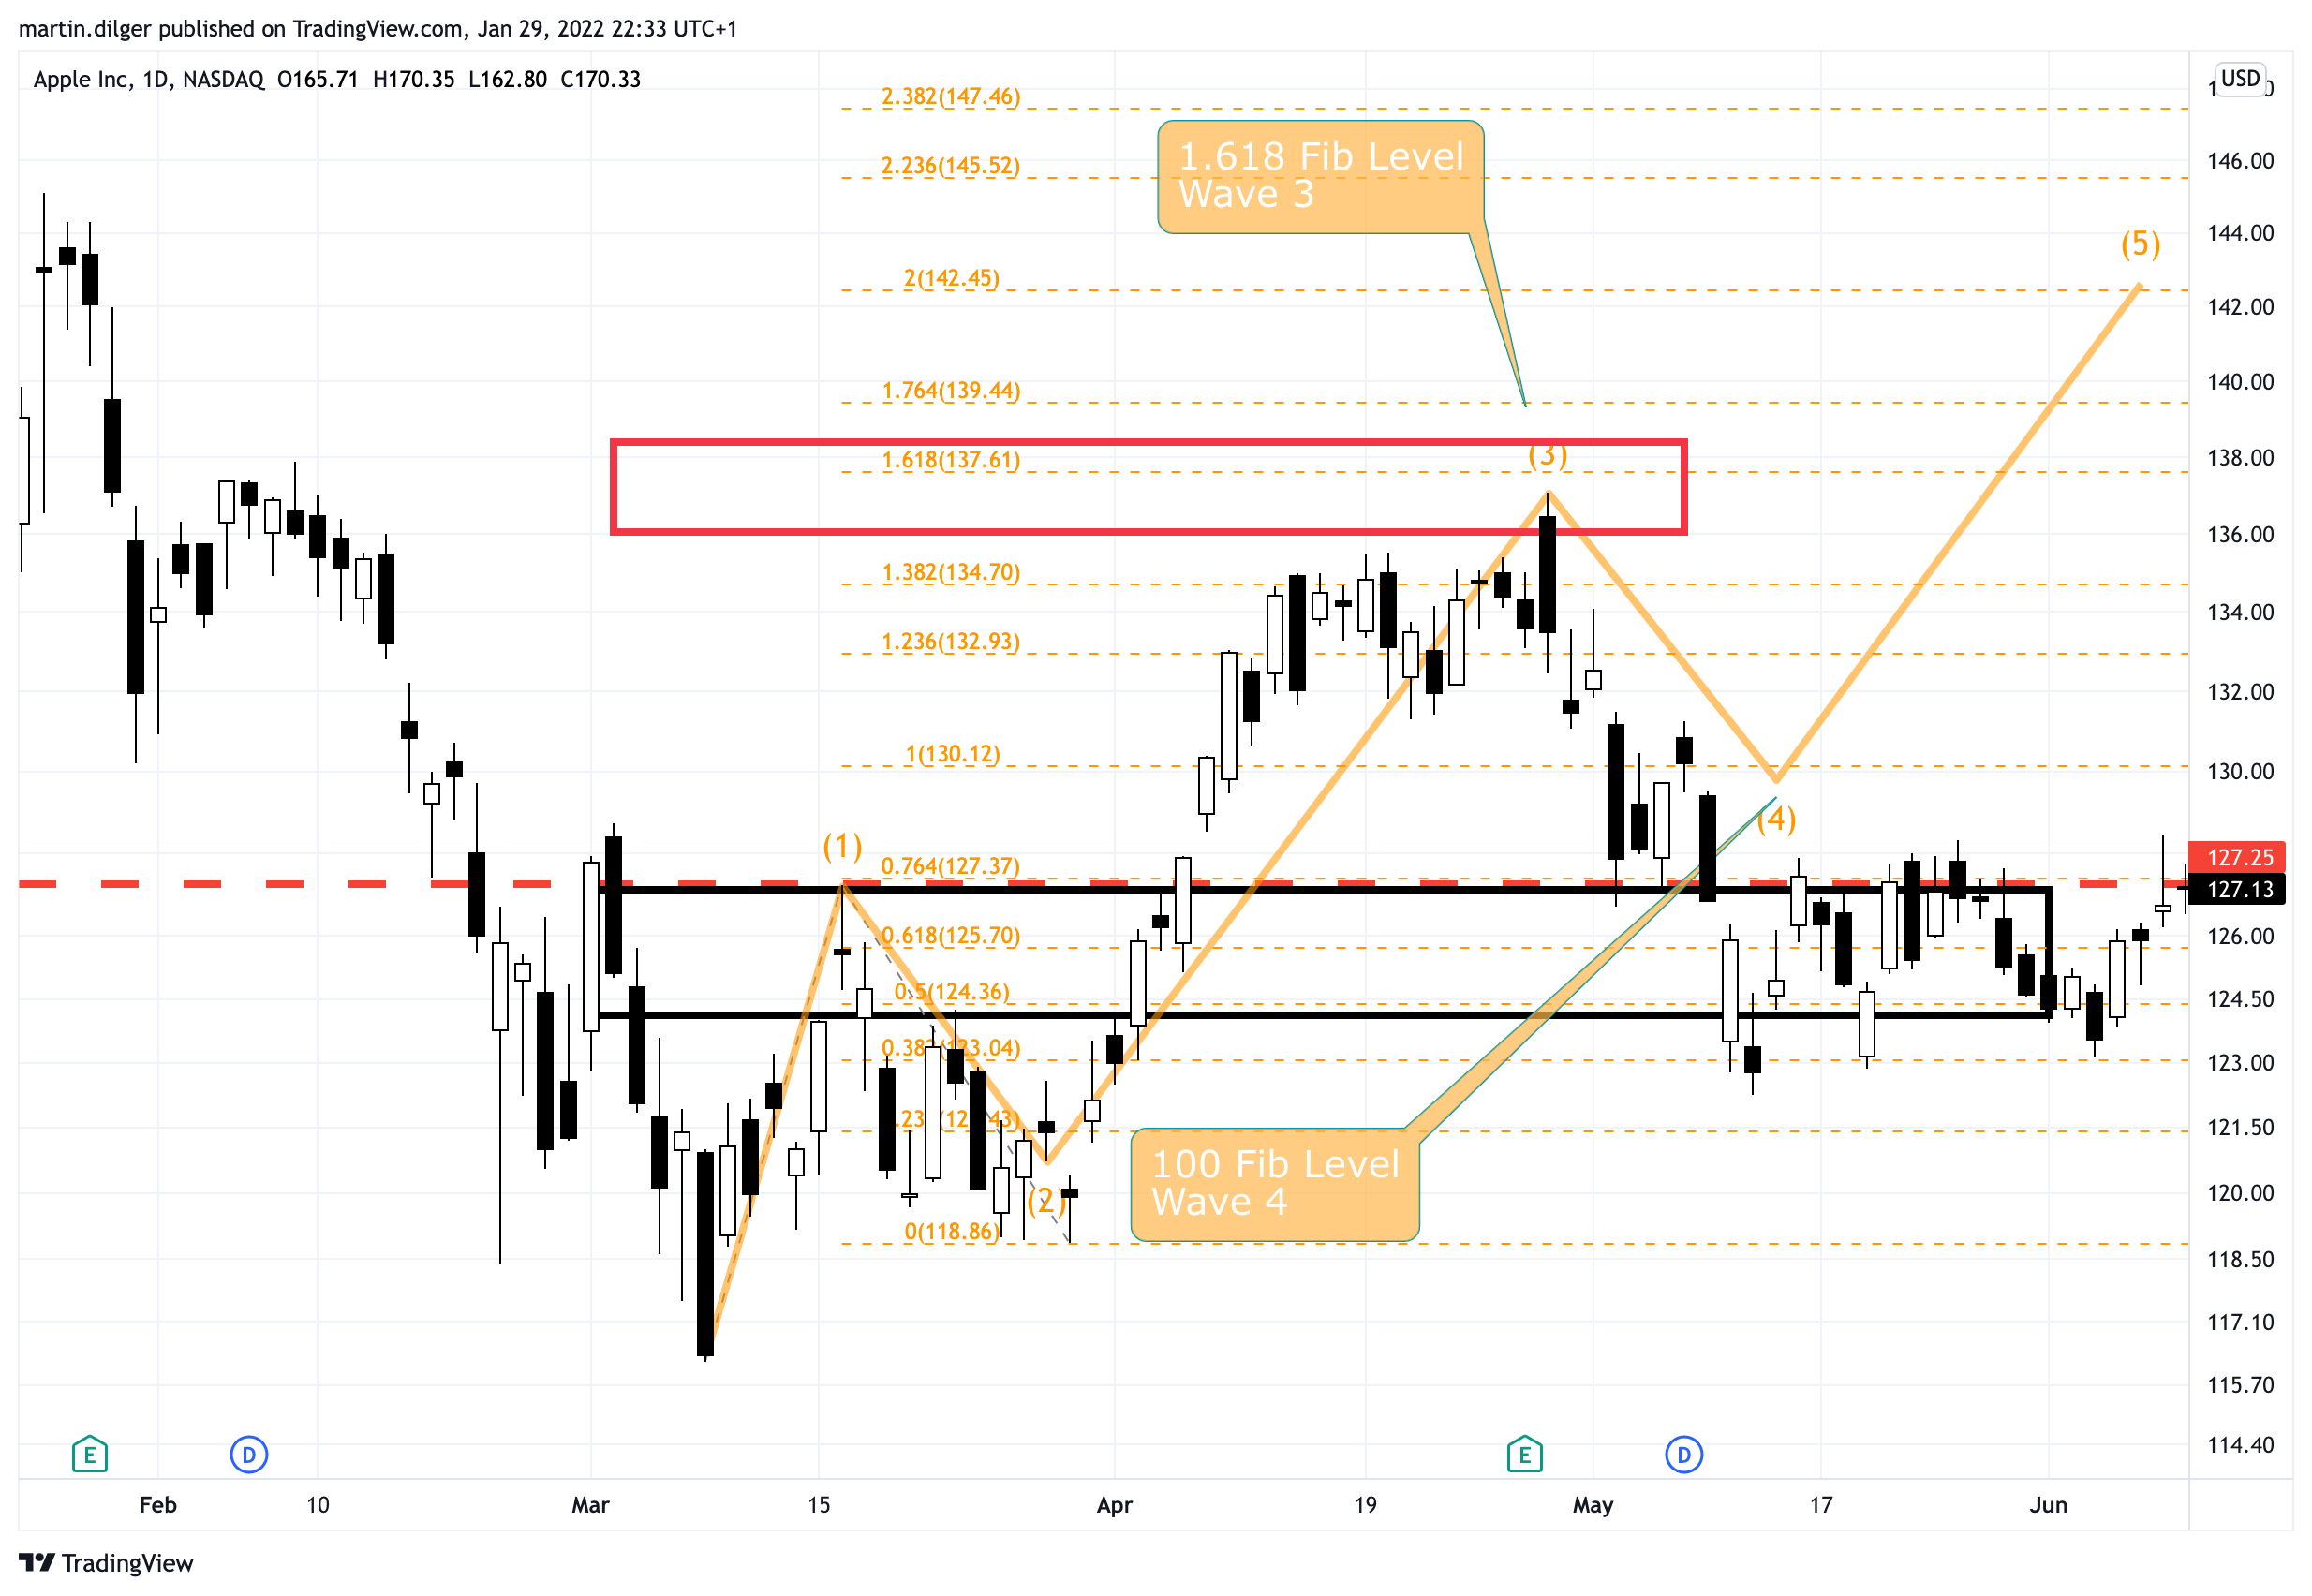 martin.dilger published on TradingView.com, Jan 29, 2022 22:33 UTC+1
Apple Inc, 1D, NASDAQ O165.71 H170.35 L162.80 C170.33
USD
2.382(147.46)
2.236(145.52)
2(142.45)
1.764(139.44)
1.618(137.61)
1.382(134.70)
1.236(132.93)
1(130.12)
0.764(127.37)
0.618(125.70)
0.5(124.36)
0.382(123.04)
0(118.86)
1.618 Fib Level
Wave 3
100 Fib Level
Wave 4
(1)
(2)
(3)
(4)
(5)
146.00
144.00
142.00
140.00
138.00
136.00
134.00
132.00
130.00
127.25
127.13
126.00
124.50
123.00
121.50
120.00
118.50
117.10
115.70
114.40
E
D
E
D
Feb 10 Mar 15 Apr 19 May 17 Jun
TradingView